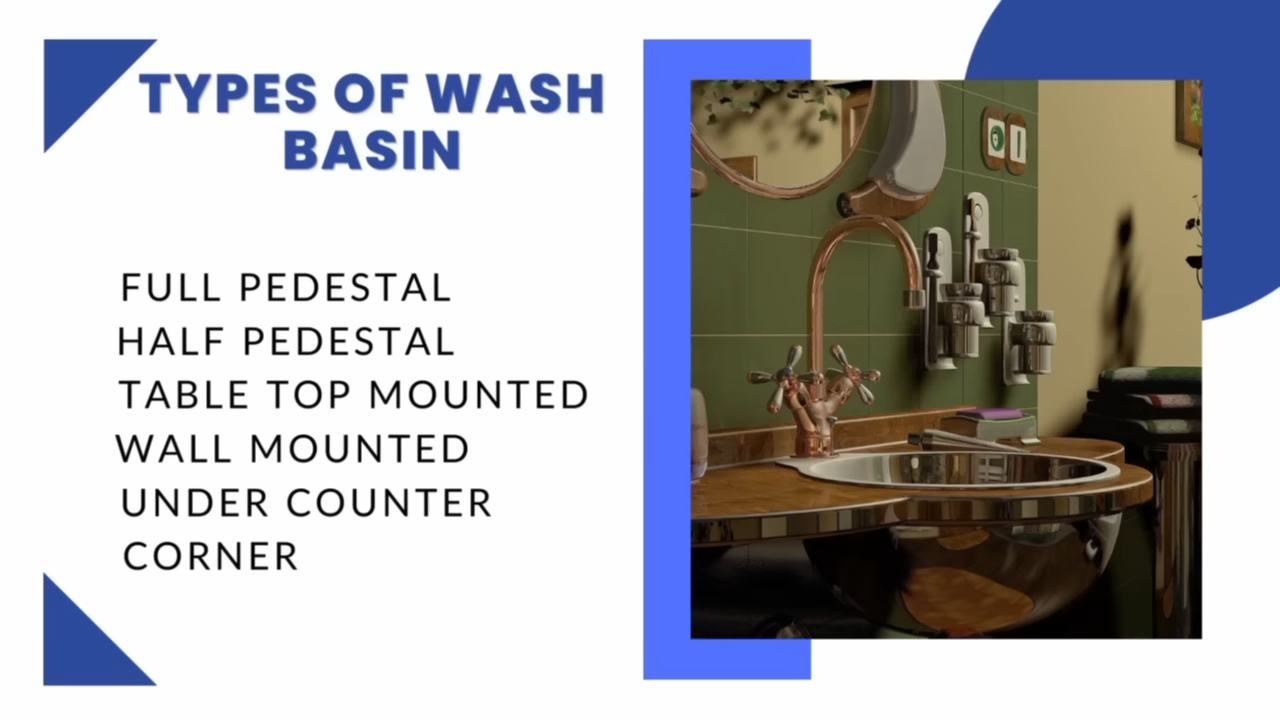 TYPES OF WASH
BASIN
FULL PEDESTAL
HALF PEDESTAL
TABLE TOP MOUNTED
WALL MOUNTED
UNDER COUNTER
CORNER